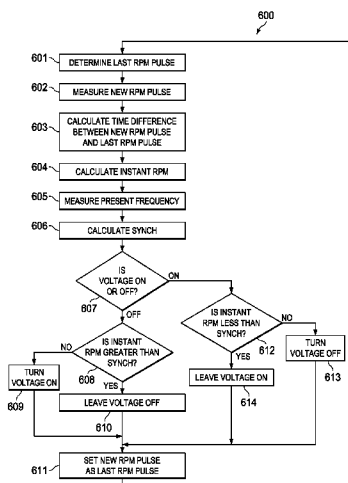 600
601
DETERMINE LAST RPM PULSE
602
MEASURE NEW RPM PULSE
603
CALCULATE TIME DIFFERENCE
BETWEEN NEW RPM PULSE
AND LAST RPM PULSE
604
CALCULATE INSTANT RPM
605
MEASURE PRESENT FREQUENCY
606
CALCULATE SYNCH
IS
VOLTAGE ON
OR OFF?
607
ON
OFF
IS INSTANT
RPM LESS THAN
SYNCH?
612
NO
YES
TURN
VOLTAGE OFF
613
IS INSTANT
RPM GREATER THAN
SYNCH?
608
NO
YES
TURN
VOLTAGE ON
609
LEAVE VOLTAGE ON
614
LEAVE VOLTAGE OFF
610
611
SET NEW RPM PULSE
AS LAST RPM PULSE